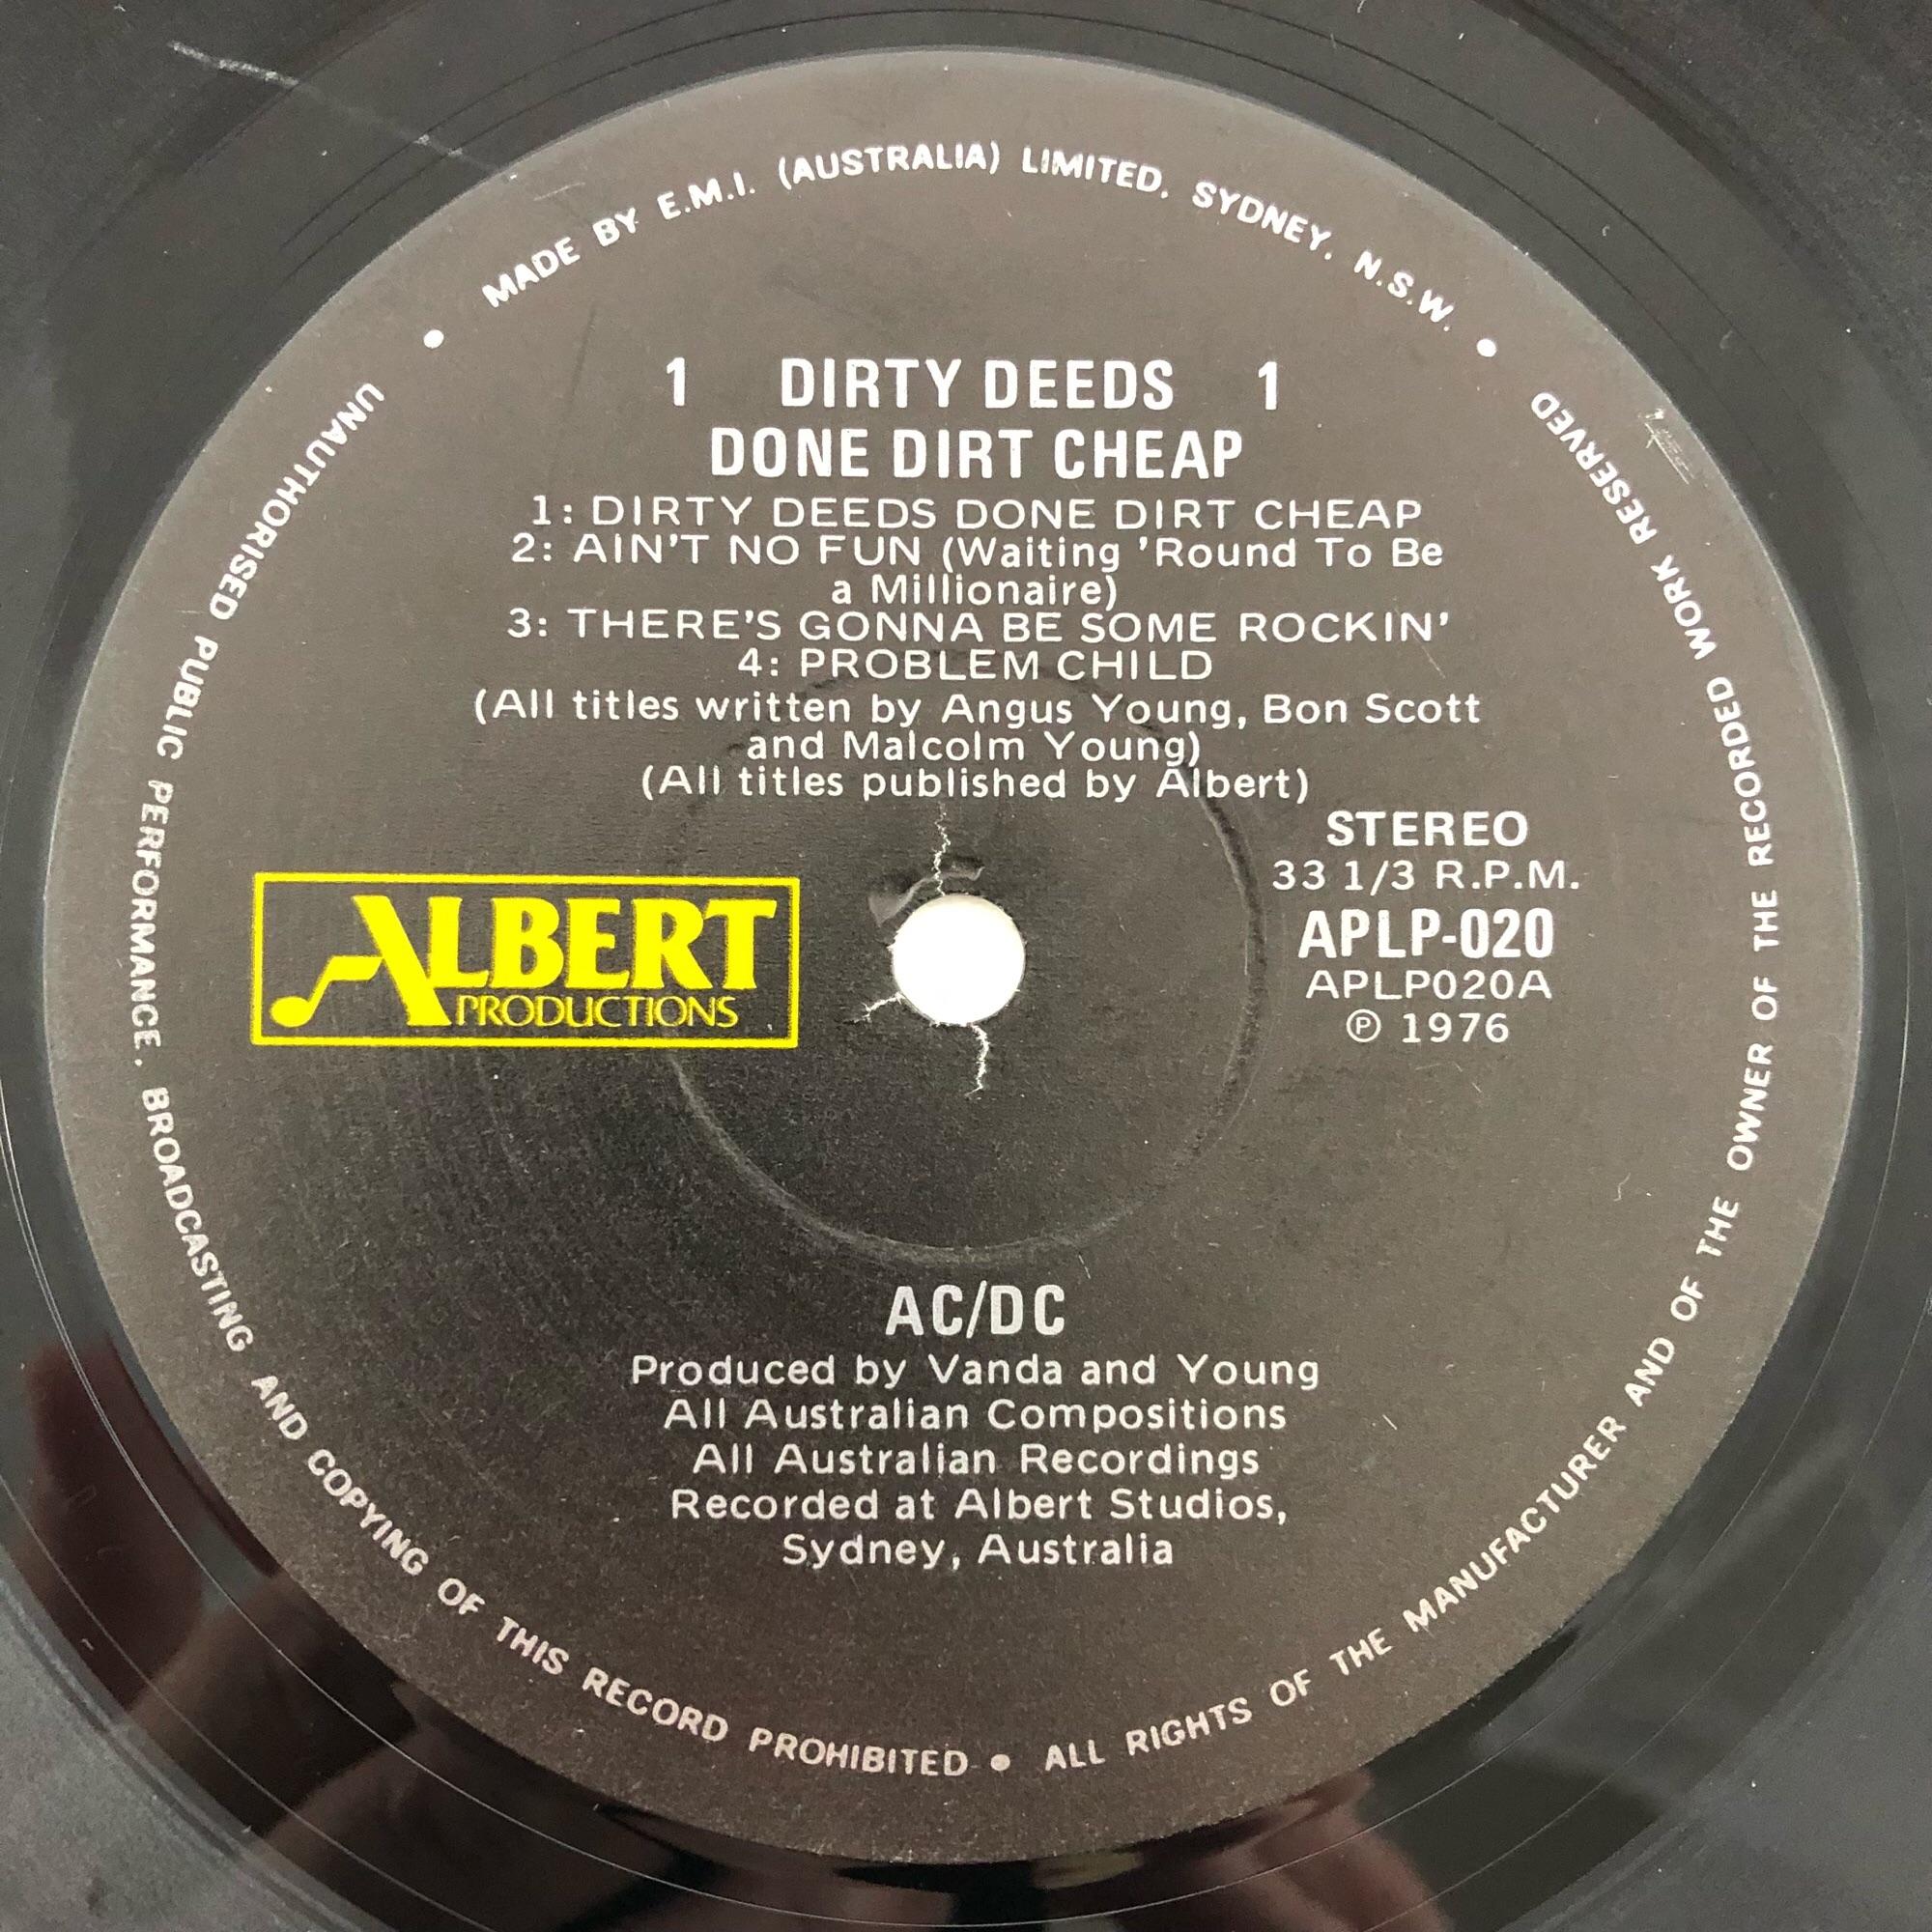 MADE BY E.M.I. (AUSTRALIA) LIMITED. SYDNEY. N.S.W. •
1 DIRTY DEEDS 1
DONE DIRT CHEAP
1: DIRTY DEEDS DONE DIRT CHEAP
2: AIN'T NO FUN (Waiting 'Round To Be
a Millionaire)
3: THERE'S GONNA BE SOME ROCKIN'
4: PROBLEM CHILD
(All titles written by Angus Young, Bon Scott
and Malcolm Young)
(All titles published by Albert)
STEREO
33 1/3 R.P.M.
APLP-020
APLP020A
℗ 1976
ALBERT
PRODUCTIONS
AC/DC
Produced by Vanda and Young
All Australian Compositions
All Australian Recordings
Recorded at Albert Studios,
Sydney, Australia
• UNAUTHORISED PUBLIC PERFORMANCE. BROADCASTING AND COPYING OF THIS RECORD PROHIBITED • ALL RIGHTS OF THE MANUFACTURER AND OF THE OWNER OF THE RECORDED WORK RESERVED